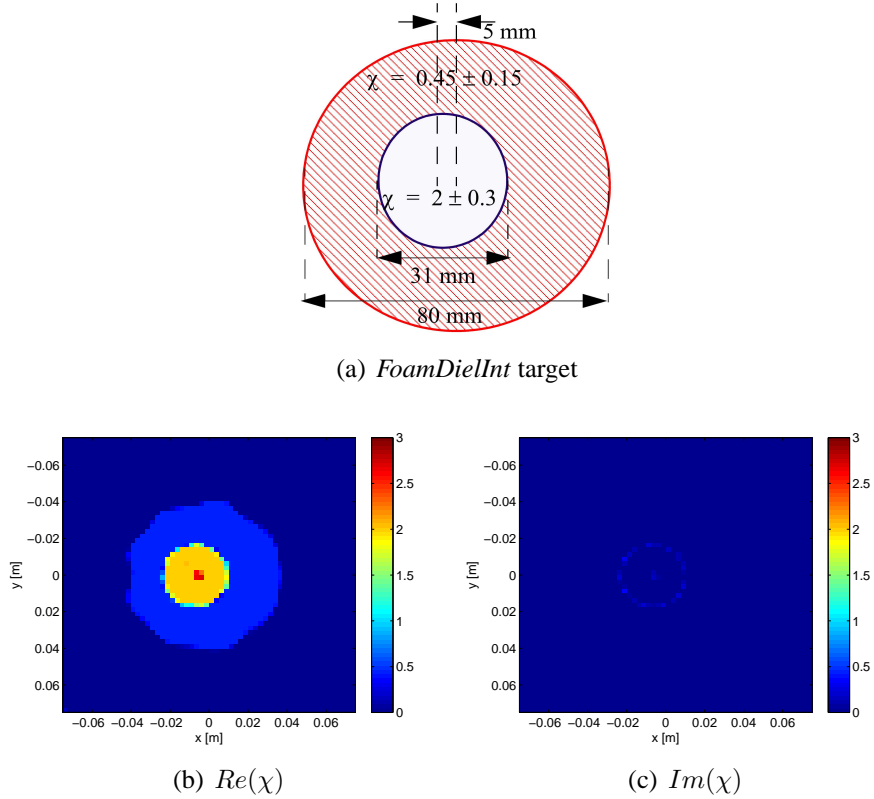 5 mm
χ = 0.45 ± 0.15
χ = 2 ± 0.3
31 mm
80 mm
(a) FoamDielInt target
−0.06
−0.04
−0.02
0
0.02
0.04
0.06
y [m]
−0.06 −0.04 −0.02 0 0.02 0.04 0.06
x [m]
3
2.5
2
1.5
1
0.5
0
(b) Re(χ)
−0.06
−0.04
−0.02
0
0.02
0.04
0.06
y [m]
−0.06 −0.04 −0.02 0 0.02 0.04 0.06
x [m]
3
2.5
2
1.5
1
0.5
0
(c) Im(χ)